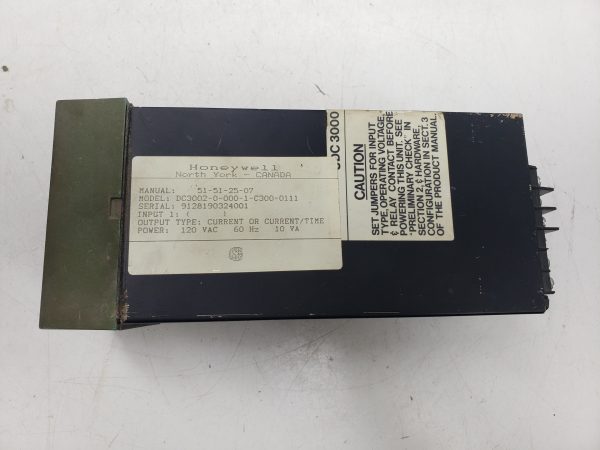 Honeywell
North York - CANADA
MANUAL: 51-51-25-07
MODEL: DC3002-0-000-1-C300-0111
SERIAL: 9128190324001
INPUT 1: ( )
OUTPUT TYPE: CURRENT OR CURRENT/TIME
POWER: 120 VAC 60 Hz 10 VA
UDC 3000
CAUTION
SET JUMPERS FOR INPUT
TYPE, OPERATING VOLTAGE,
& RELAY CONTACT BEFORE
POWERING THIS UNIT. SEE
"PRELIMINARY CHECK" IN
SECTION 2, & HARDWARE
CONFIGURATION IN SECT. 3
OF THE PRODUCT MANUAL.